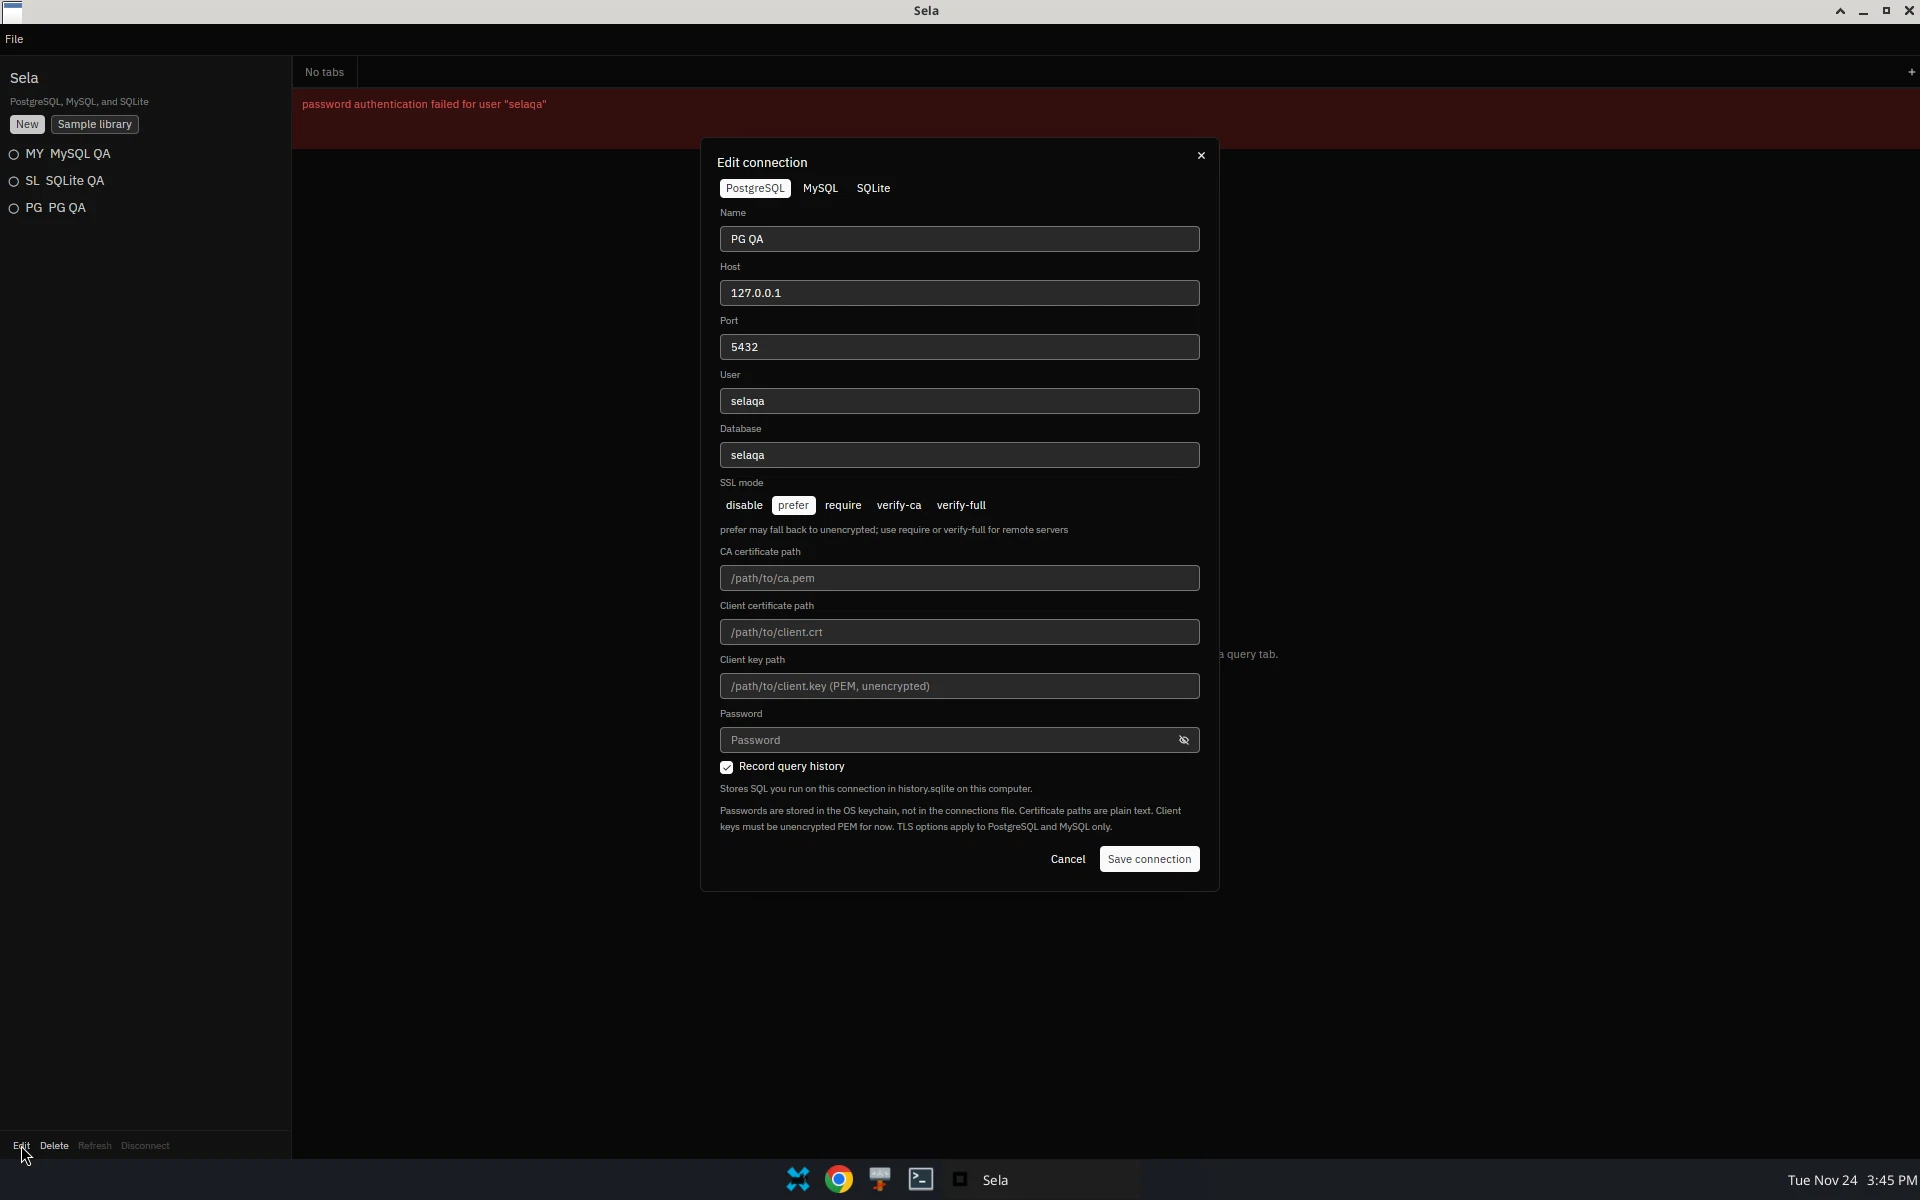 Sela
File
Sela
PostgreSQL, MySQL, and SQLite
New Sample library
MY MySQL QA
SL SQLite QA
PG PG QA
No tabs
+
password authentication failed for user "selaqa"
Edit connection
PostgreSQL MySQL SQLite
Name
PG QA
Host
127.0.0.1
Port
5432
User
selaqa
Database
selaqa
SSL mode
disable prefer require verify-ca verify-full
prefer may fall back to unencrypted; use require or verify-full for remote servers
CA certificate path
/path/to/ca.pem
Client certificate path
/path/to/client.crt
Client key path
/path/to/client.key (PEM, unencrypted)
Password
Password
Record query history
Stores SQL you run on this connection in history.sqlite on this computer.
Passwords are stored in the OS keychain, not in the connections file. Certificate paths are plain text. Client
keys must be unencrypted PEM for now. TLS options apply to PostgreSQL and MySQL only.
Cancel Save connection
a query tab.
Edit Delete Refresh Disconnect
Sela
Tue Nov 24 3:45 PM